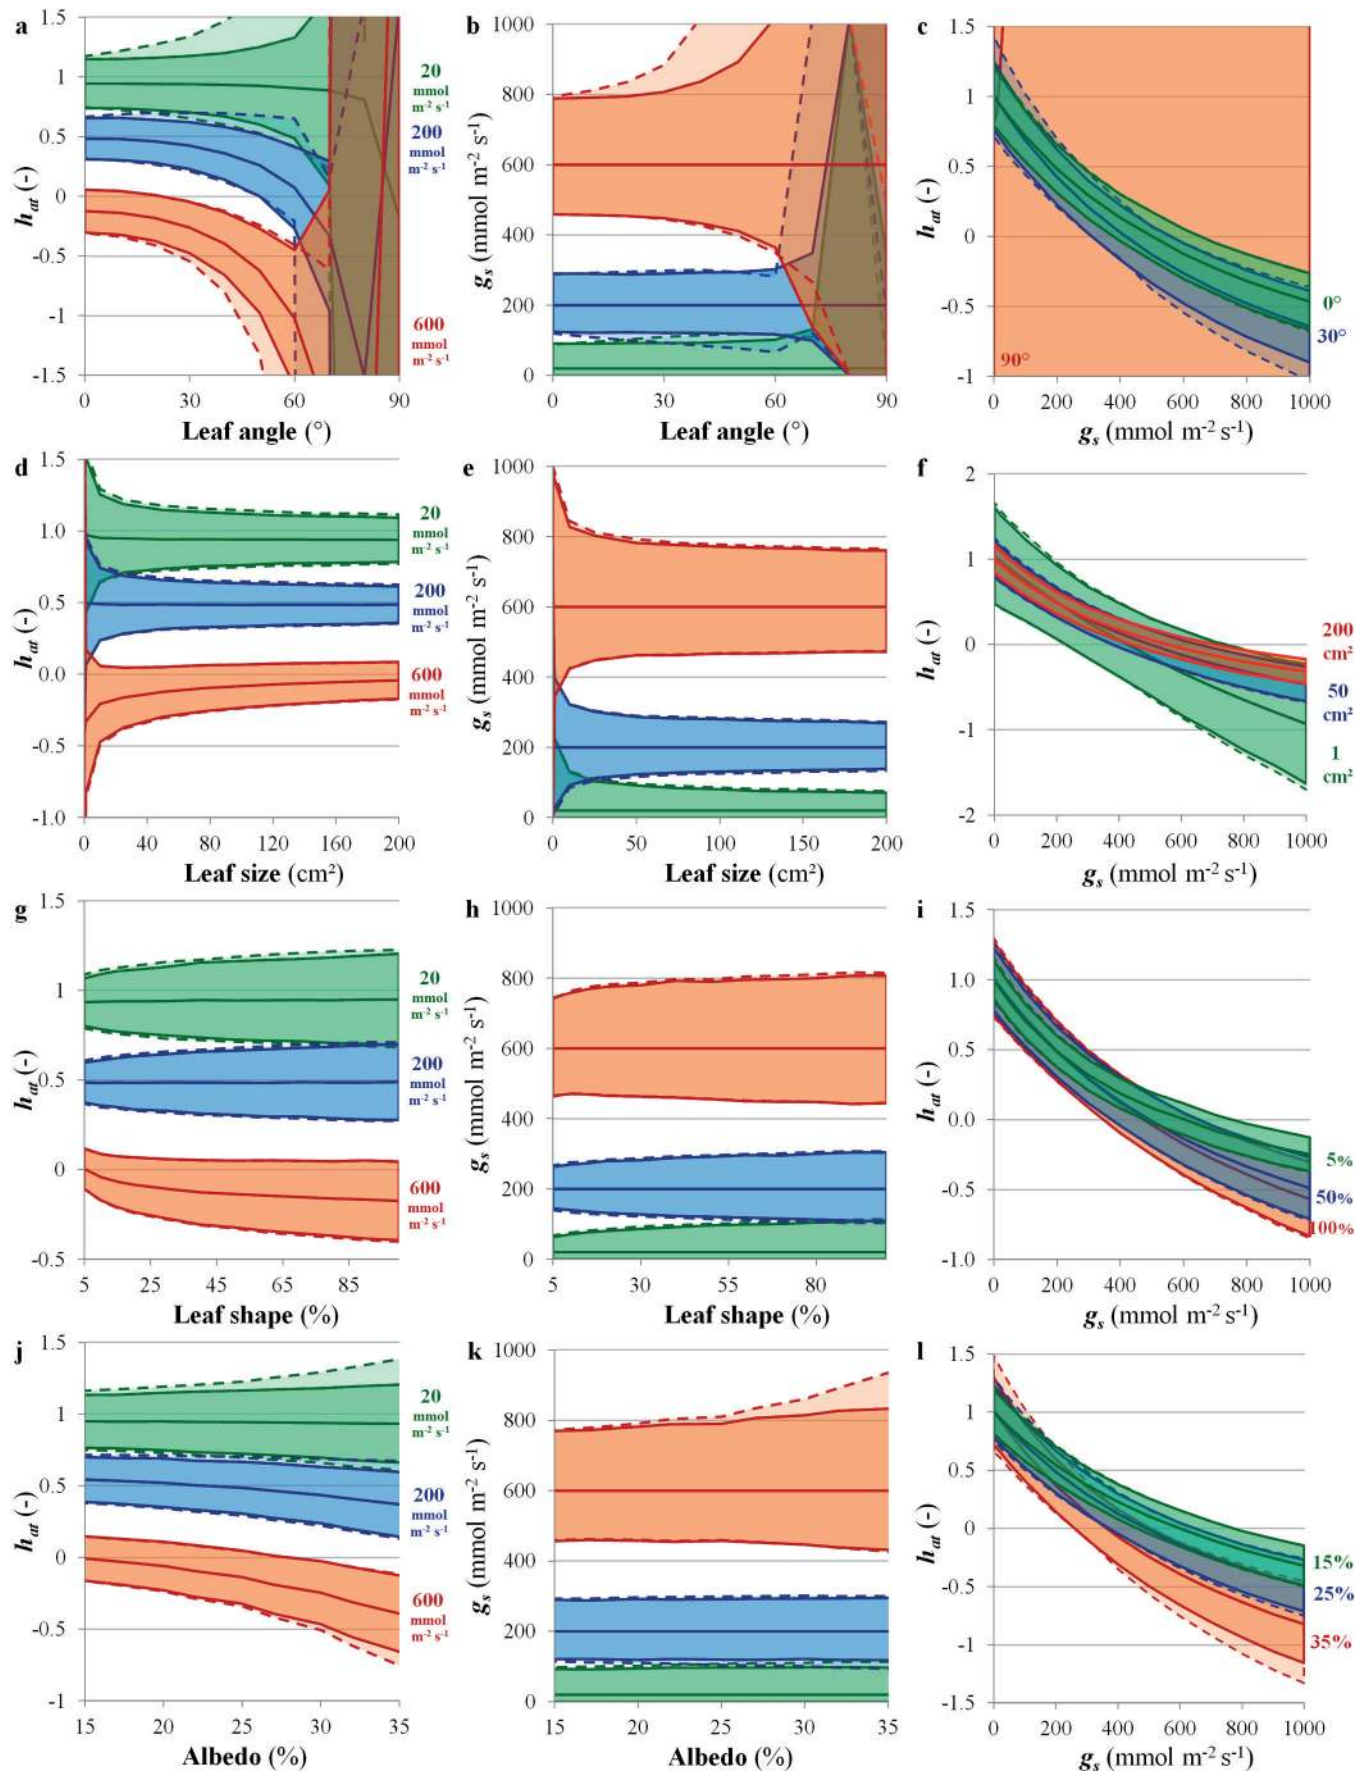 a
1.5
1
0.5
0
-0.5
-1
-1.5
h_at (-)
20
mmol
m⁻² s⁻¹
200
mmol
m⁻² s⁻¹
600
mmol
m⁻² s⁻¹
0 30 60 90
Leaf angle (°)
b
1000
800
600
400
200
0
g_s (mmol m⁻² s⁻¹)
0 30 60 90
Leaf angle (°)
c
1.5
1
0.5
0
-0.5
-1
h_at (-)
0°
30°
90°
0 200 400 600 800 1000
g_s (mmol m⁻² s⁻¹)
d
1.5
1.0
0.5
0.0
-0.5
-1.0
h_at (-)
20
mmol
m⁻² s⁻¹
200
mmol
m⁻² s⁻¹
600
mmol
m⁻² s⁻¹
0 40 80 120 160 200
Leaf size (cm²)
e
1000
800
600
400
200
0
g_s (mmol m⁻² s⁻¹)
0 50 100 150 200
Leaf size (cm²)
f
2
1
0
-1
-2
h_at (-)
200
cm²
50
cm²
1
cm²
0 200 400 600 800 1000
g_s (mmol m⁻² s⁻¹)
g
1.5
1
0.5
0
-0.5
h_at (-)
20
mmol
m⁻² s⁻¹
200
mmol
m⁻² s⁻¹
600
mmol
m⁻² s⁻¹
5 25 45 65 85
Leaf shape (%)
h
1000
800
600
400
200
0
g_s (mmol m⁻² s⁻¹)
5 30 55 80
Leaf shape (%)
i
1.5
1.0
0.5
0.0
-0.5
-1.0
h_at (-)
5%
50%
100%
0 200 400 600 800 1000
g_s (mmol m⁻² s⁻¹)
j
1.5
1
0.5
0
-0.5
-1
h_at (-)
20
mmol
m⁻² s⁻¹
200
mmol
m⁻² s⁻¹
600
mmol
m⁻² s⁻¹
15 20 25 30 35
Albedo (%)
k
1000
800
600
400
200
0
g_s (mmol m⁻² s⁻¹)
15 20 25 30 35
Albedo (%)
l
1.5
1
0.5
0
-0.5
-1
-1.5
h_at (-)
15%
25%
35%
0 200 400 600 800 1000
g_s (mmol m⁻² s⁻¹)